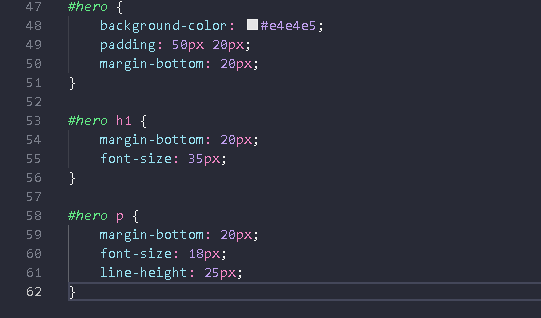 47 #hero {
48 background-color: #e4e4e5;
49 padding: 50px 20px;
50 margin-bottom: 20px;
51 }
52
53 #hero h1 {
54 margin-bottom: 20px;
55 font-size: 35px;
56 }
57
58 #hero p {
59 margin-bottom: 20px;
60 font-size: 18px;
61 line-height: 25px;
62 }